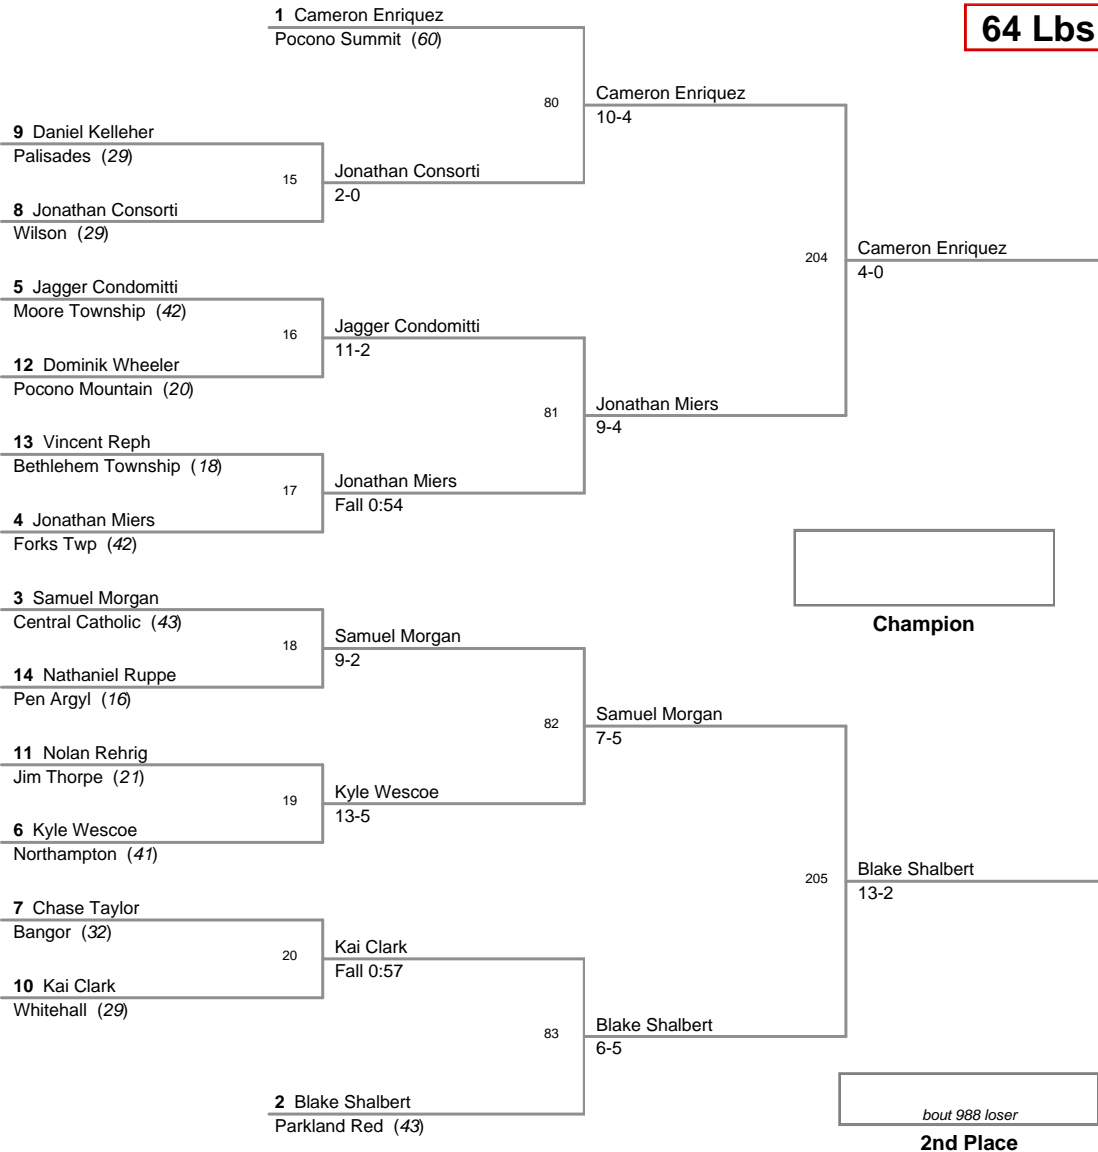 1 Cameron Enriquez
Pocono Summit (60)
64 Lbs
80
Cameron Enriquez
10-4
9 Daniel Kelleher
Palisades (29)
15
Jonathan Consorti
2-0
8 Jonathan Consorti
Wilson (29)
204
Cameron Enriquez
4-0
5 Jagger Condomitti
Moore Township (42)
16
Jagger Condomitti
11-2
12 Dominik Wheeler
Pocono Mountain (20)
81
Jonathan Miers
9-4
13 Vincent Reph
Bethlehem Township (18)
17
Jonathan Miers
Fall 0:54
4 Jonathan Miers
Forks Twp (42)
3 Samuel Morgan
Central Catholic (43)
Champion
18
Samuel Morgan
9-2
14 Nathaniel Ruppe
Pen Argyl (16)
82
Samuel Morgan
7-5
11 Nolan Rehrig
Jim Thorpe (21)
19
Kyle Wescoe
13-5
6 Kyle Wescoe
Northampton (41)
205
Blake Shalbert
13-2
7 Chase Taylor
Bangor (32)
20
Kai Clark
Fall 0:57
10 Kai Clark
Whitehall (29)
83
Blake Shalbert
6-5
2 Blake Shalbert
Parkland Red (43)
bout 988 loser
2nd Place